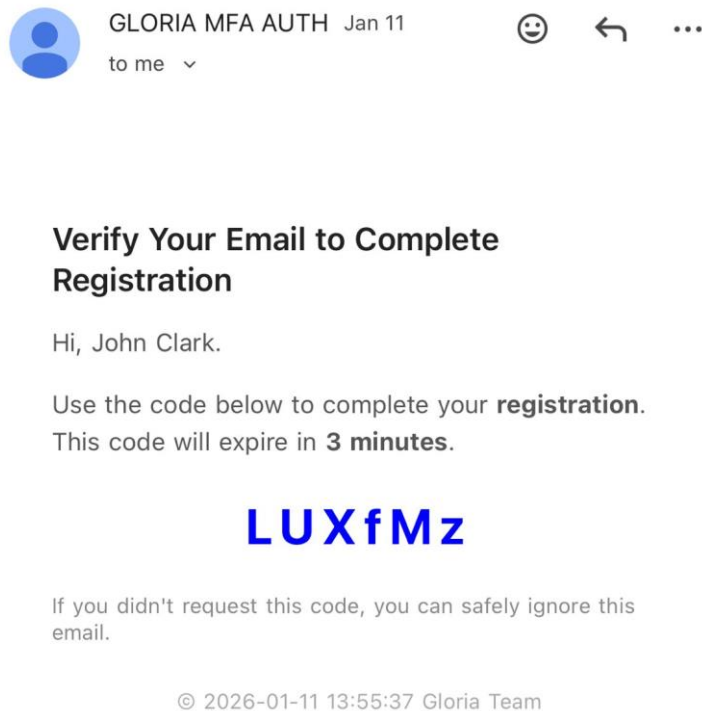 GLORIA MFA AUTH Jan 11
to me
Verify Your Email to Complete
Registration
Hi, John Clark.
Use the code below to complete your registration.
This code will expire in 3 minutes.
LUXfMz
If you didn't request this code, you can safely ignore this
email.
© 2026-01-11 13:55:37 Gloria Team